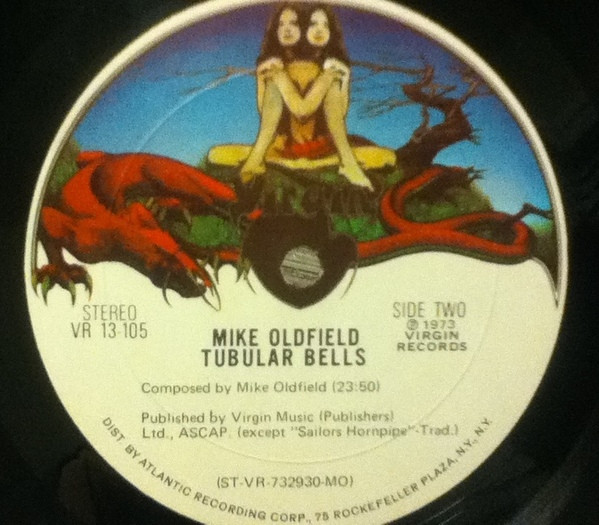 STEREO
VR 13-105
SIDE TWO
℗ 1973
VIRGIN
RECORDS
MIKE OLDFIELD
TUBULAR BELLS
Composed by Mike Oldfield (23:50)
Published by Virgin Music (Publishers)
Ltd., ASCAP. (except "Sailors Hornpipe"-Trad.)
(ST-VR-732930-MO)
DIST. BY ATLANTIC RECORDING CORP., 75 ROCKEFELLER PLAZA, N.Y., N.Y.